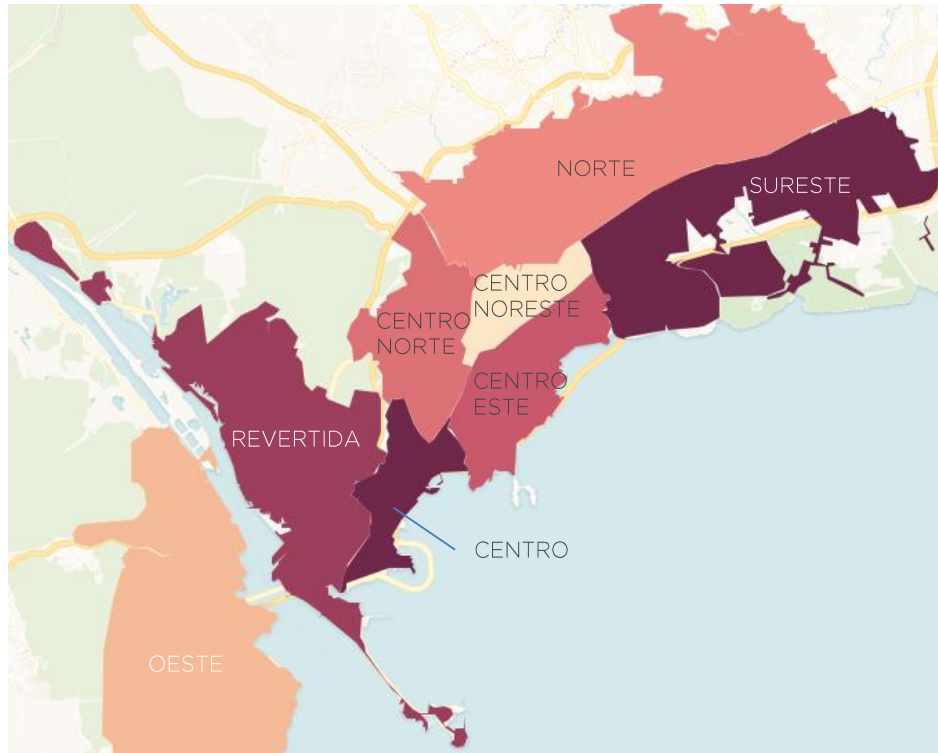 NORTE
SURESTE
CENTRO
NORESTE
CENTRO
NORTE
CENTRO
ESTE
REVERTIDA
CENTRO
OESTE